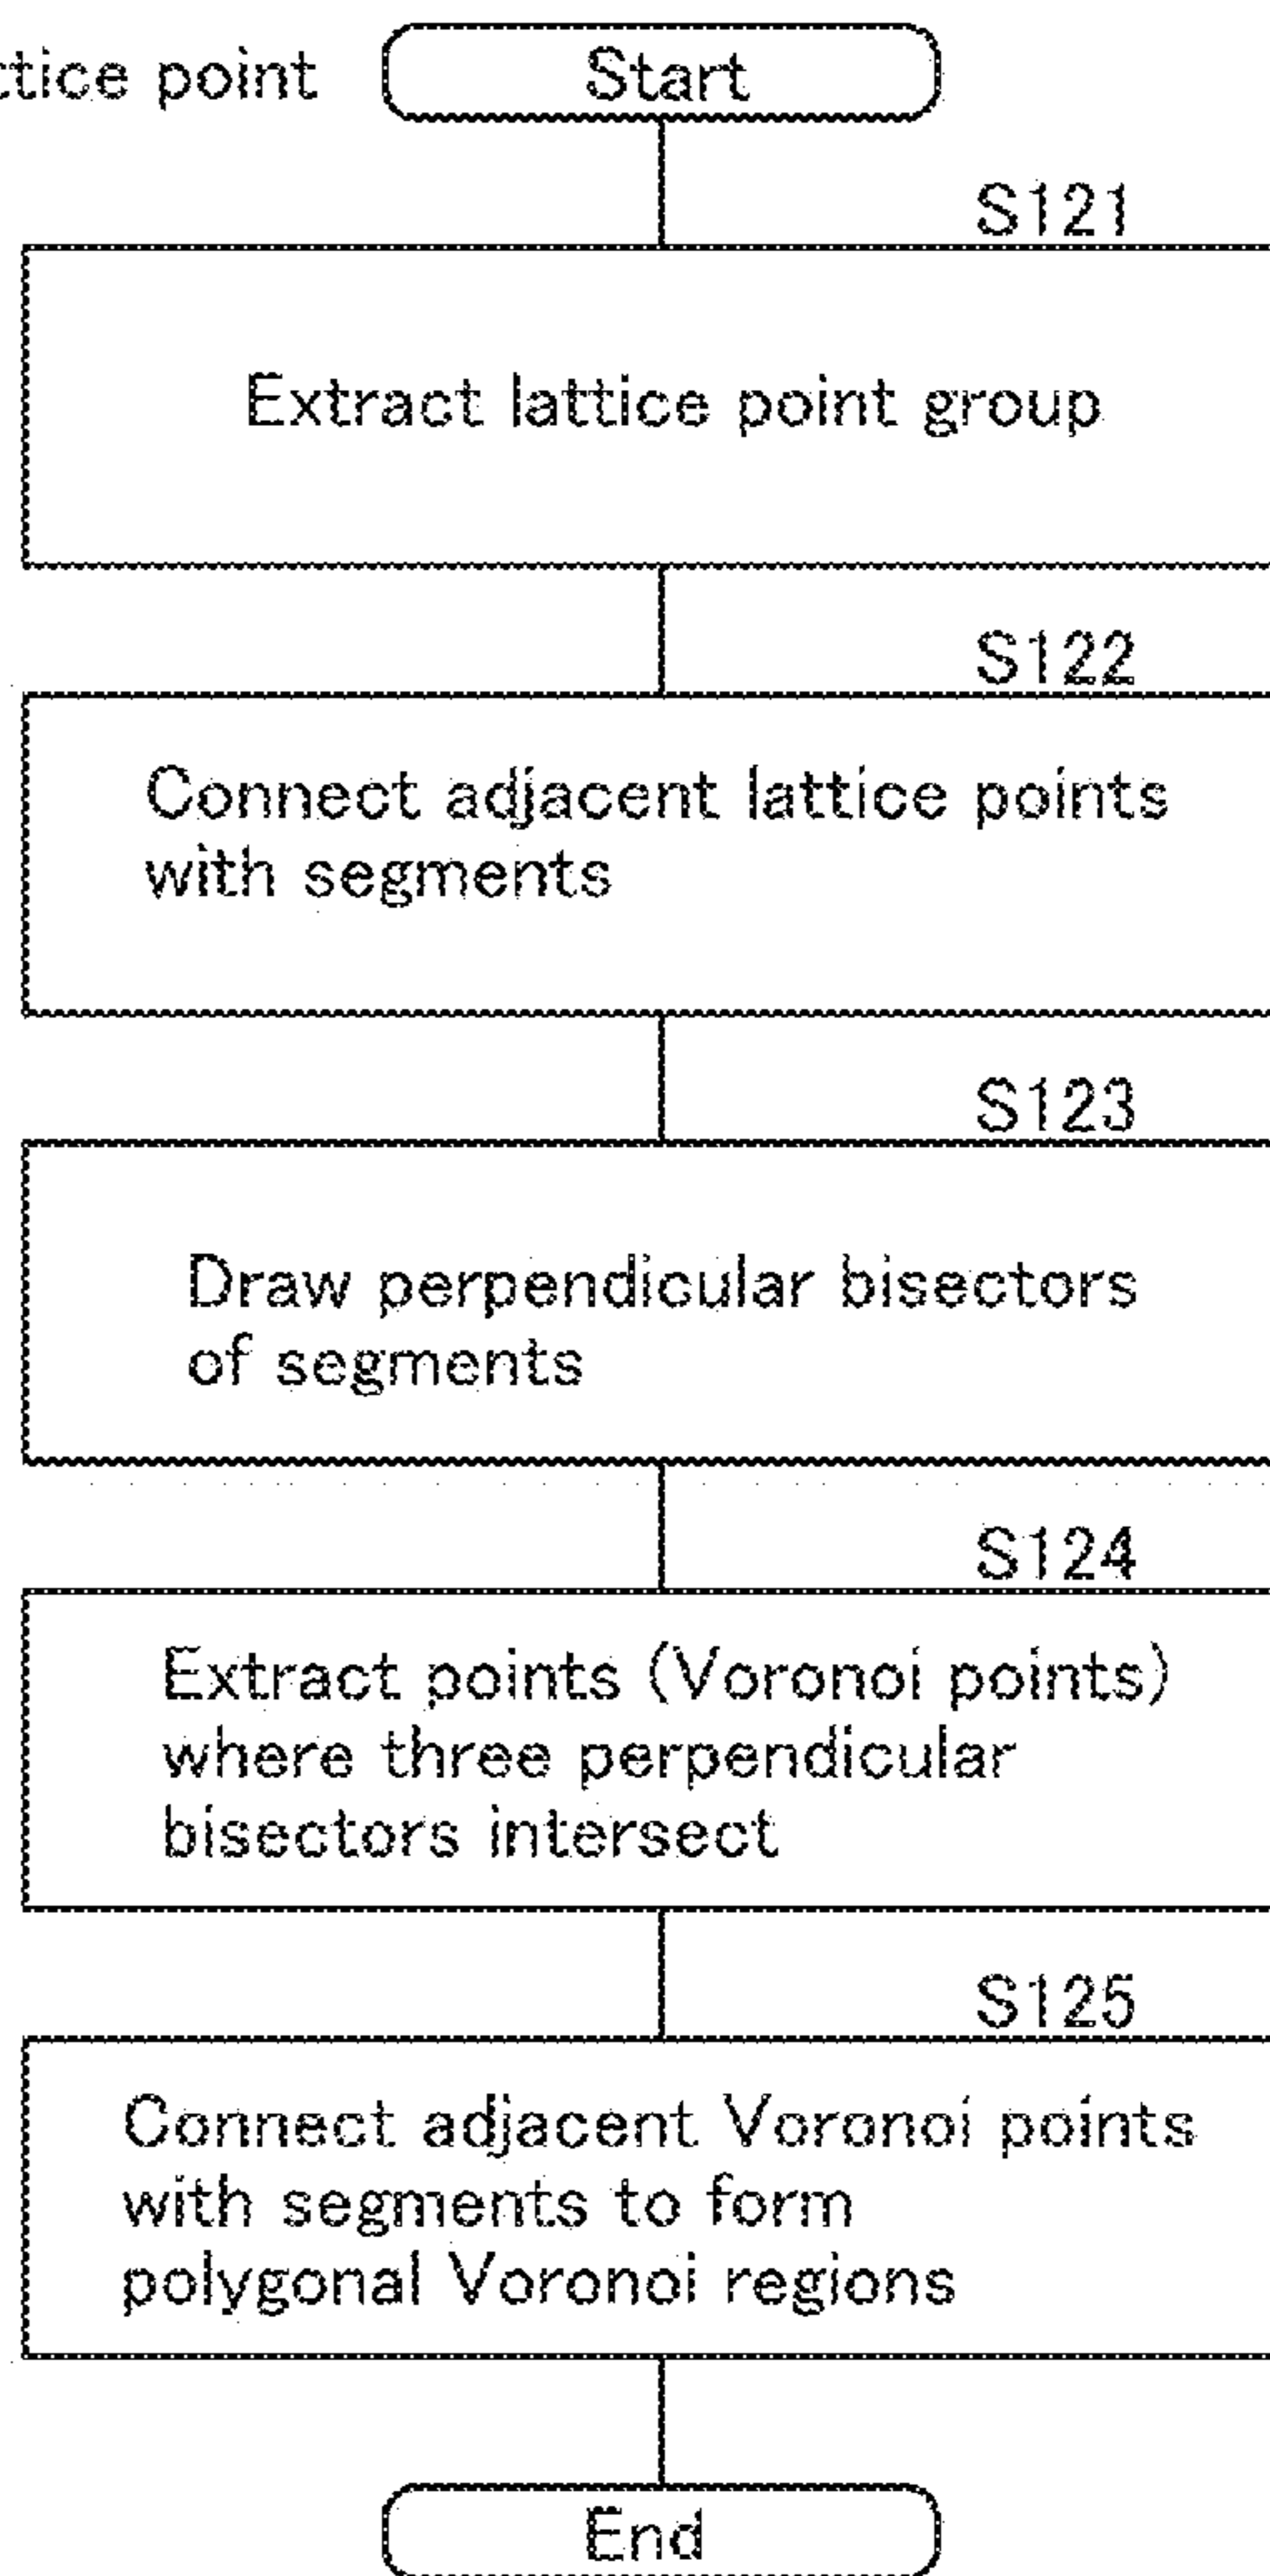 point
Start
S121
Extract lattice point group
S122
Connect adjacent lattice points
with segments
S123
Draw perpendicular bisectors
of segments
S124
Extract points (Voronoi points)
where three perpendicular
bisectors intersect
S125
Connect adjacent Voronoi points
with segments to form
polygonal Voronoi regions
End